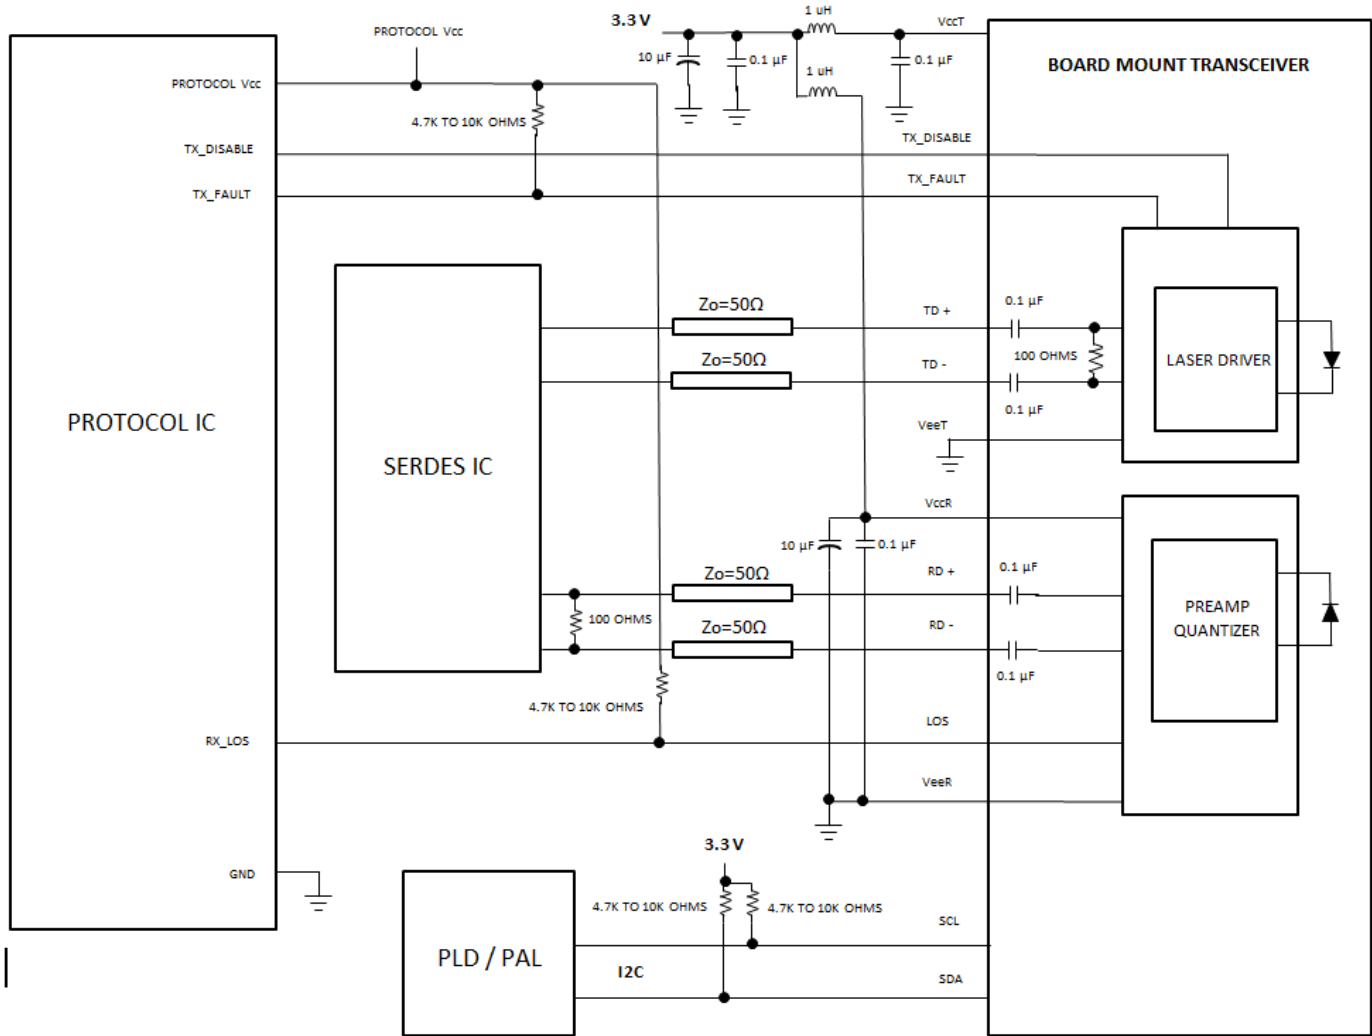 3.3 V
1 uH
VccT
PROTOCOL Vcc
10 µF
0.1 µF
0.1 µF
1 uH
BOARD MOUNT TRANSCEIVER
PROTOCOL Vcc
4.7K TO 10K OHMS
TX_DISABLE
TX_DISABLE
TX_FAULT
TX_FAULT
Zo=50Ω
TD +
0.1 µF
Zo=50Ω
TD -
100 OHMS
LASER DRIVER
0.1 µF
PROTOCOL IC
VeeT
SERDES IC
VccR
10 µF
0.1 µF
Zo=50Ω
RD +
0.1 µF
100 OHMS
PREAMP
QUANTIZER
Zo=50Ω
RD -
0.1 µF
4.7K TO 10K OHMS
RX_LOS
LOS
VeeR
3.3 V
GND
4.7K TO 10K OHMS
4.7K TO 10K OHMS
SCL
PLD / PAL
I2C
SDA